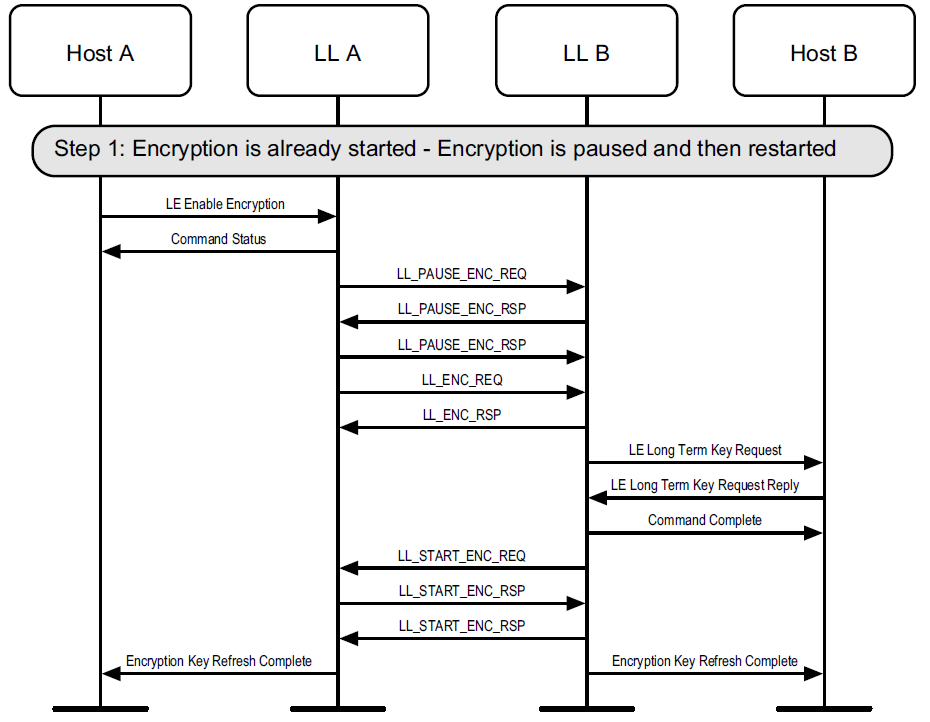 Host A
LL A
LL B
Host B
Step 1: Encryption is already started - Encryption is paused and then restarted
LE Enable Encryption
Command Status
LL_PAUSE_ENC_REQ
LL_PAUSE_ENC_RSP
LL_PAUSE_ENC_RSP
LL_ENC_REQ
LL_ENC_RSP
LE Long Term Key Request
LE Long Term Key Request Reply
Command Complete
LL_START_ENC_REQ
LL_START_ENC_RSP
LL_START_ENC_RSP
Encryption Key Refresh Complete
Encryption Key Refresh Complete